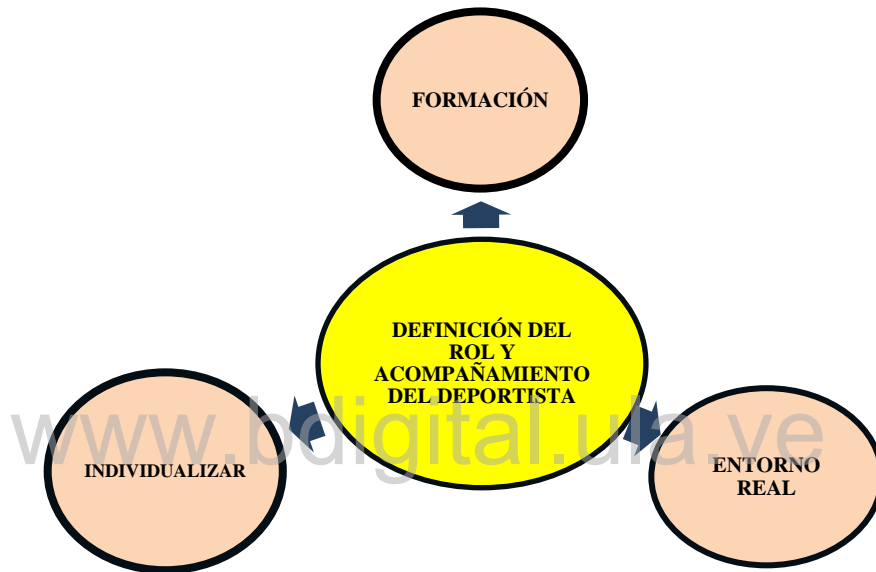 FORMACIÓN
DEFINICIÓN DEL
ROL Y
ACOMPAÑAMIENTO
DEL DEPORTISTA
www.bdigital.ula.ve
INDIVIDUALIZAR
ENTORNO
REAL